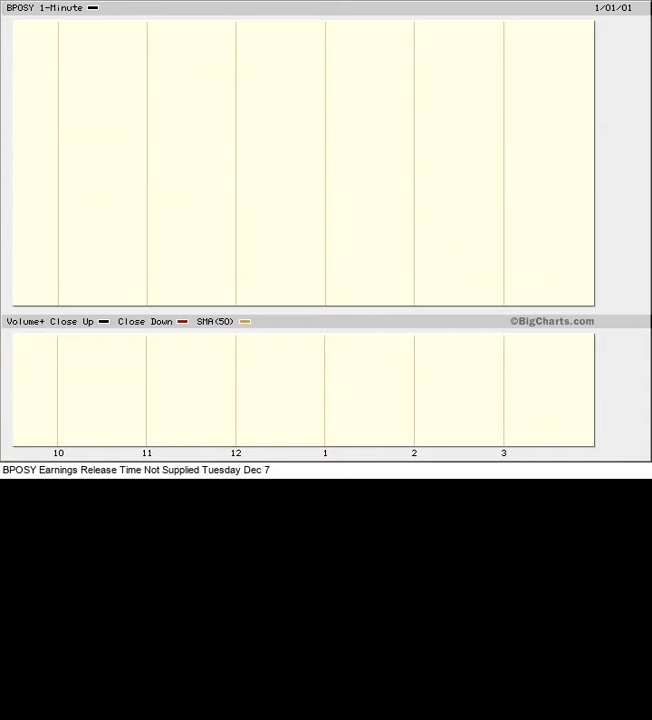 BPOSY 1-Minute 1/01/01
Volume+ Close Up Close Down SMA(50) ©BigCharts.com
10 11 12 1 2 3
BPOSY Earnings Release Time Not Supplied Tuesday Dec 7